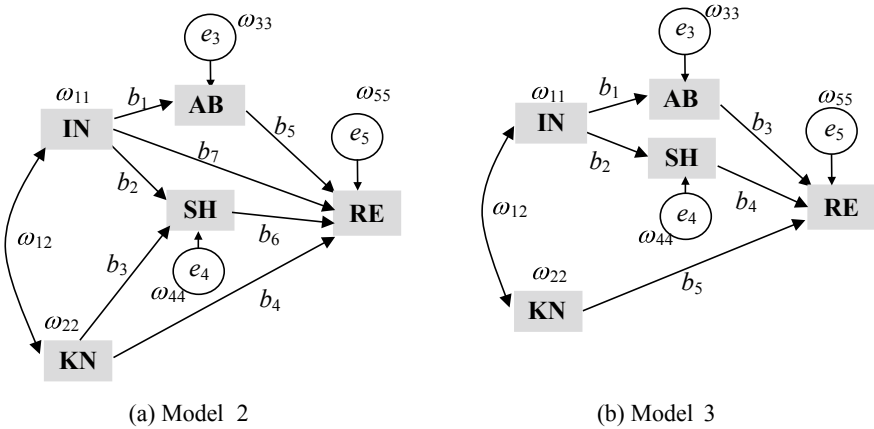 e3
ω33
ω11
b1
AB
IN
b5
ω55
e5
b7
b2
SH
RE
ω12
b6
b3
e4
ω44
b4
ω22
KN
(a) Model 2
e3
ω33
ω11
b1
AB
IN
b3
ω55
e5
b2
SH
b4
RE
ω12
e4
ω44
ω22
b5
KN
(b) Model 3